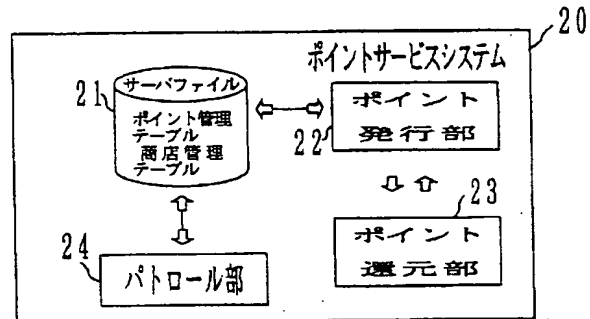 20
ポイントサービスシステム
21
サーバファイル
ポイント管理
テーブル
商店管理
テーブル
22
ポイント
発行部
23
ポイント
還元部
24
パトロール部